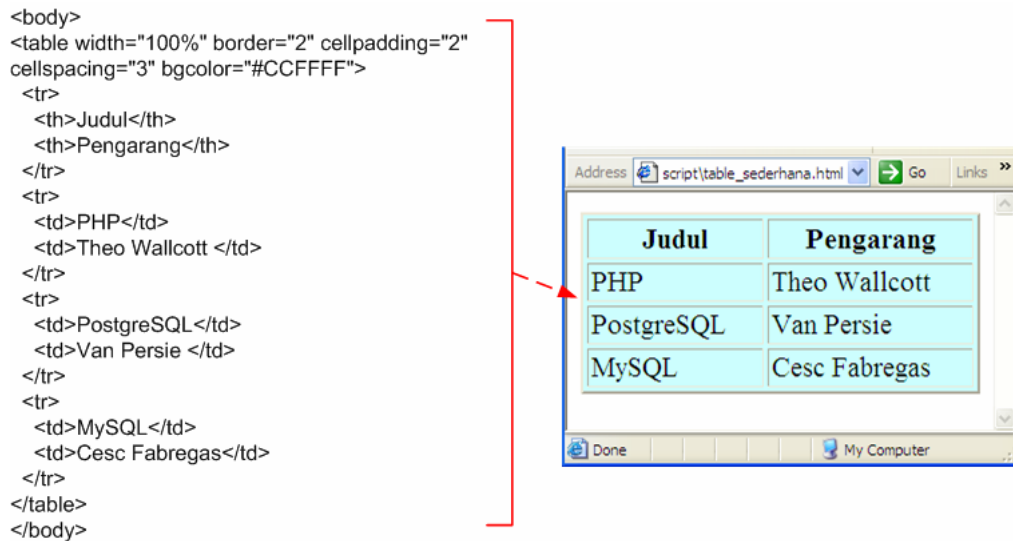 <body>
<table width="100%" border="2" cellpadding="2"
cellspacing="3" bgcolor="#CCFFFF">
<tr>
<th>Judul</th>
<th>Pengarang</th>
</tr>
<tr>
<td>PHP</td>
<td>Theo Wallcott </td>
</tr>
<tr>
<td>PostgreSQL</td>
<td>Van Persie </td>
</tr>
<tr>
<td>MySQL</td>
<td>Cesc Fabregas</td>
</tr>
</table>
</body>
Address script\table_sederhana.html Go Links »
Judul Pengarang
PHP Theo Wallcott
PostgreSQL Van Persie
MySQL Cesc Fabregas
Done My Computer